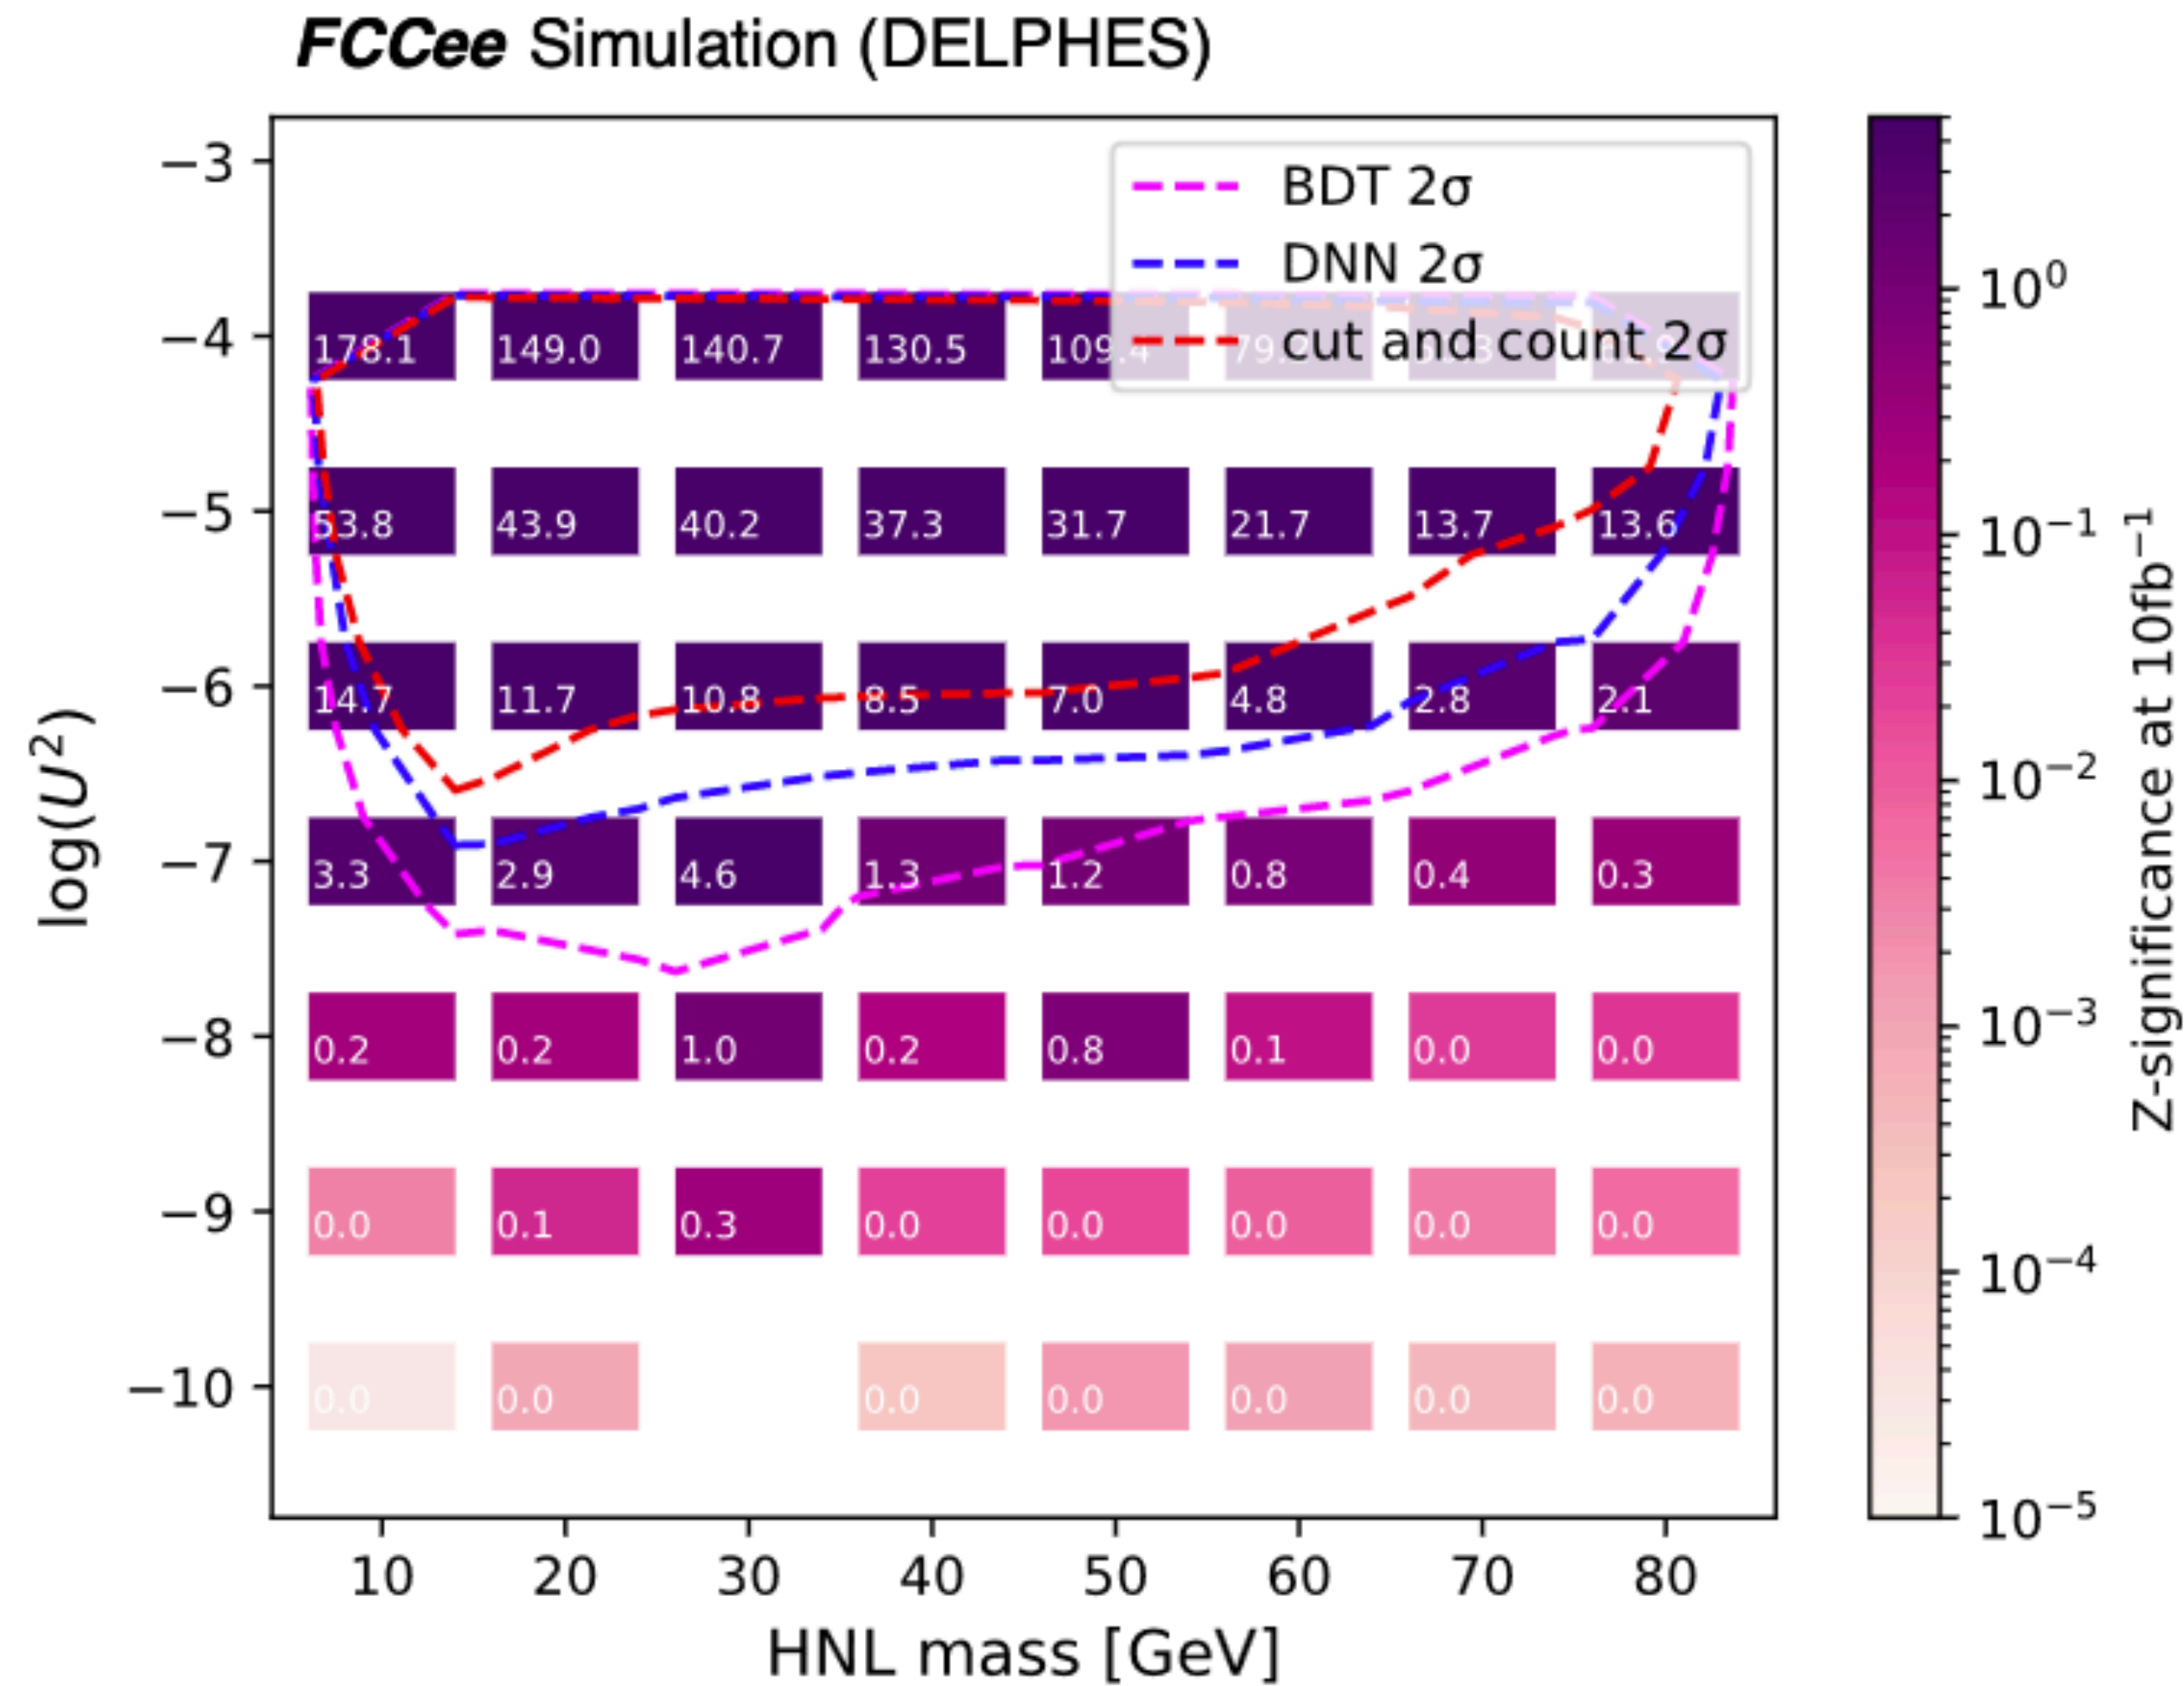 FCCee Simulation (DELPHES)
−3
−4
−5
−6
−7
−8
−9
−10
log(U²)
BDT 2σ
DNN 2σ
cut and count 2σ
178.1 149.0 140.7 130.5 109.4
53.8 43.9 40.2 37.3 31.7 21.7 13.7 13.6
14.7 11.7 10.8 8.5 7.0 4.8 2.8 2.1
3.3 2.9 4.6 1.3 1.2 0.8 0.4 0.3
0.2 0.2 1.0 0.2 0.8 0.1 0.0 0.0
0.0 0.1 0.3 0.0 0.0 0.0 0.0 0.0
0.0 0.0 0.0 0.0 0.0 0.0 0.0
10 20 30 40 50 60 70 80
HNL mass [GeV]
10⁰
10⁻¹
10⁻²
10⁻³
10⁻⁴
10⁻⁵
Z-significance at 10fb⁻¹